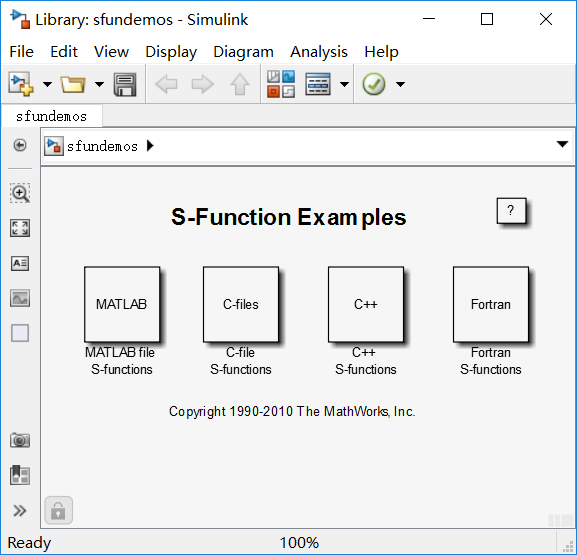 Library: sfundemos - Simulink
File Edit View Display Diagram Analysis Help
sfundemos
sfundemos
S-Function Examples
?
MATLAB C-files C++ Fortran
MATLAB file C-file C++ Fortran
S-functions S-functions S-functions S-functions
Copyright 1990-2010 The MathWorks, Inc.
Ready 100%